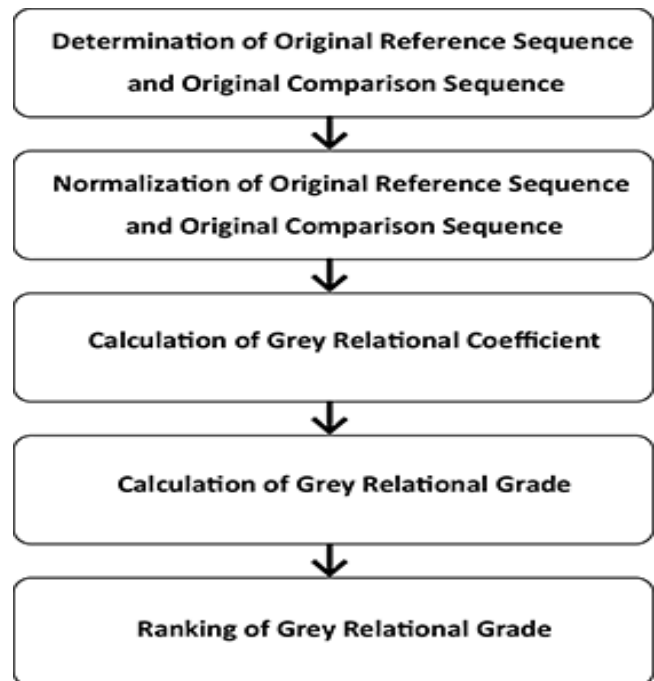 Determination of Original Reference Sequence
and Original Comparison Sequence
Normalization of Original Reference Sequence
and Original Comparison Sequence
Calculation of Grey Relational Coefficient
Calculation of Grey Relational Grade
Ranking of Grey Relational Grade